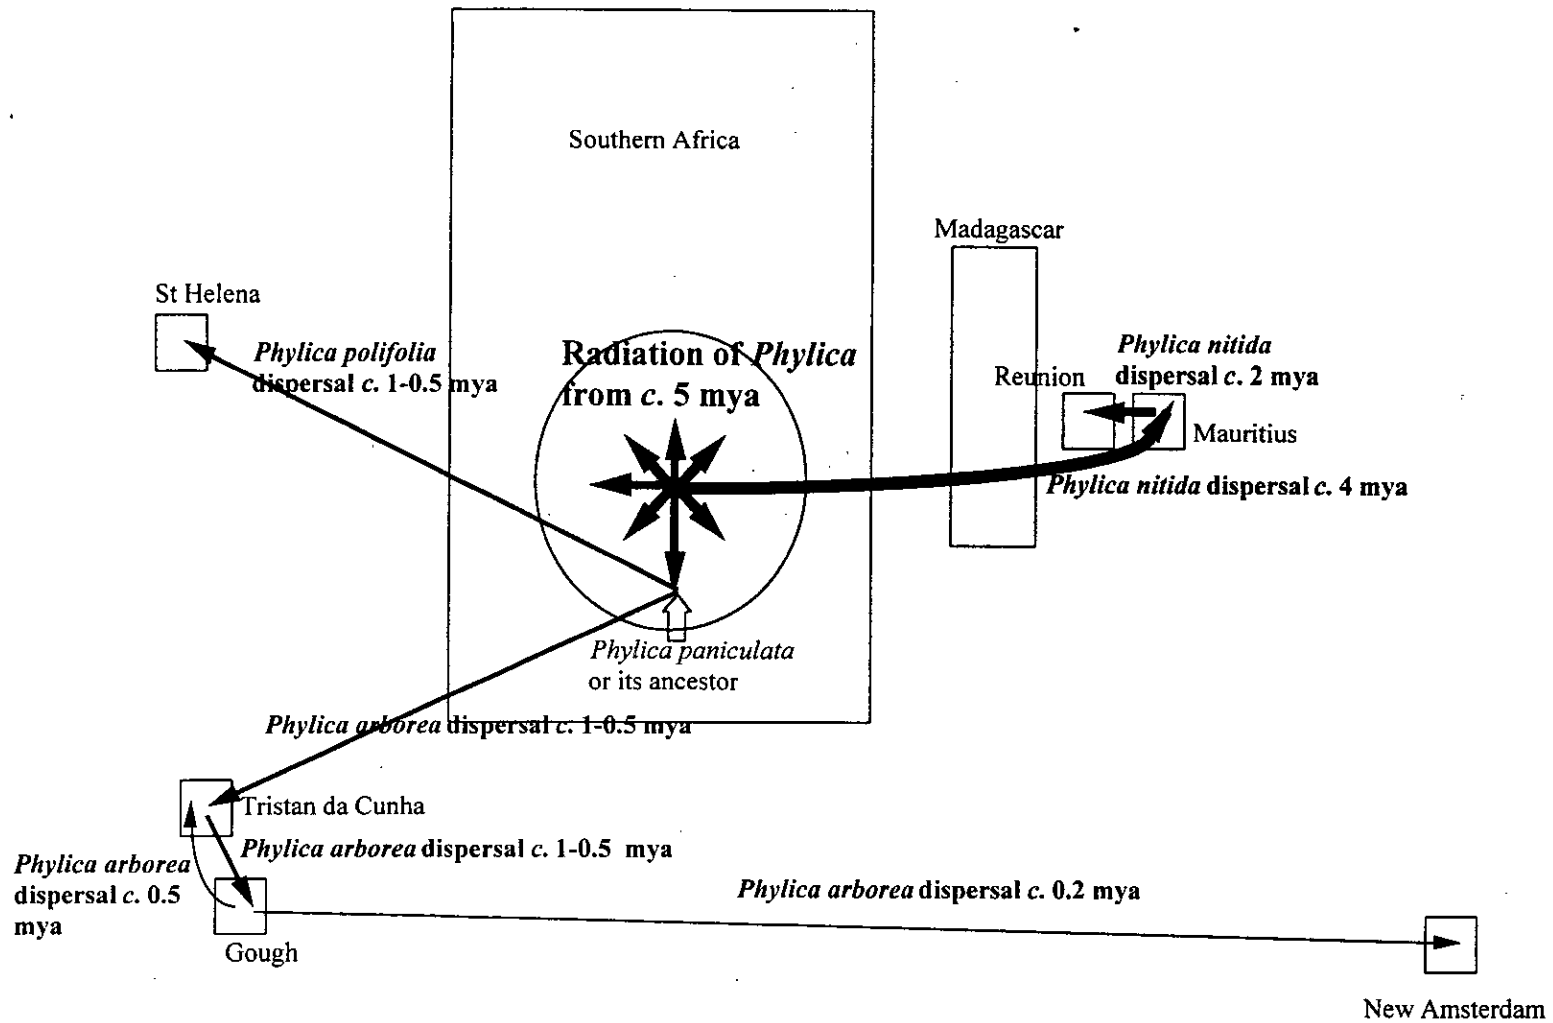 Southern Africa
Madagascar
St Helena
Phylica polifolia
dispersal c. 1-0.5 mya
Radiation of Phylica
from c. 5 mya
Phylica nitida
dispersal c. 2 mya
Reunion
Mauritius
Phylica nitida dispersal c. 4 mya
Phylica paniculata
or its ancestor
Phylica arborea dispersal c. 1-0.5 mya
Tristan da Cunha
Phylica arborea dispersal c. 1-0.5 mya
Phylica arborea
dispersal c. 0.5
mya
Phylica arborea dispersal c. 0.2 mya
Gough
New Amsterdam